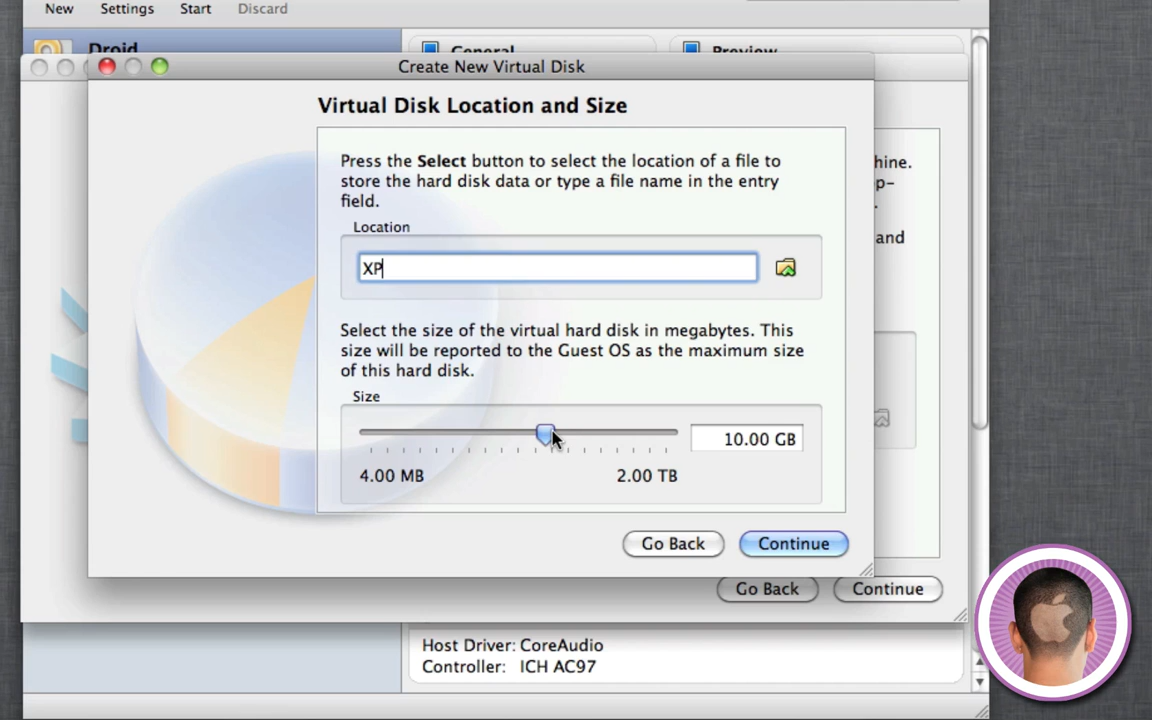 New Settings Start Discard
Droid General Preview
Create New Virtual Disk
Virtual Disk Location and Size
Press the Select button to select the location of a file to
store the hard disk data or type a file name in the entry
field.
Location
XP
Select the size of the virtual hard disk in megabytes. This
size will be reported to the Guest OS as the maximum size
of this hard disk.
Size
10.00 GB
4.00 MB 2.00 TB
Go Back Continue
hine.
p-
.
and
Go Back Continue
Host Driver: CoreAudio
Controller: ICH AC97